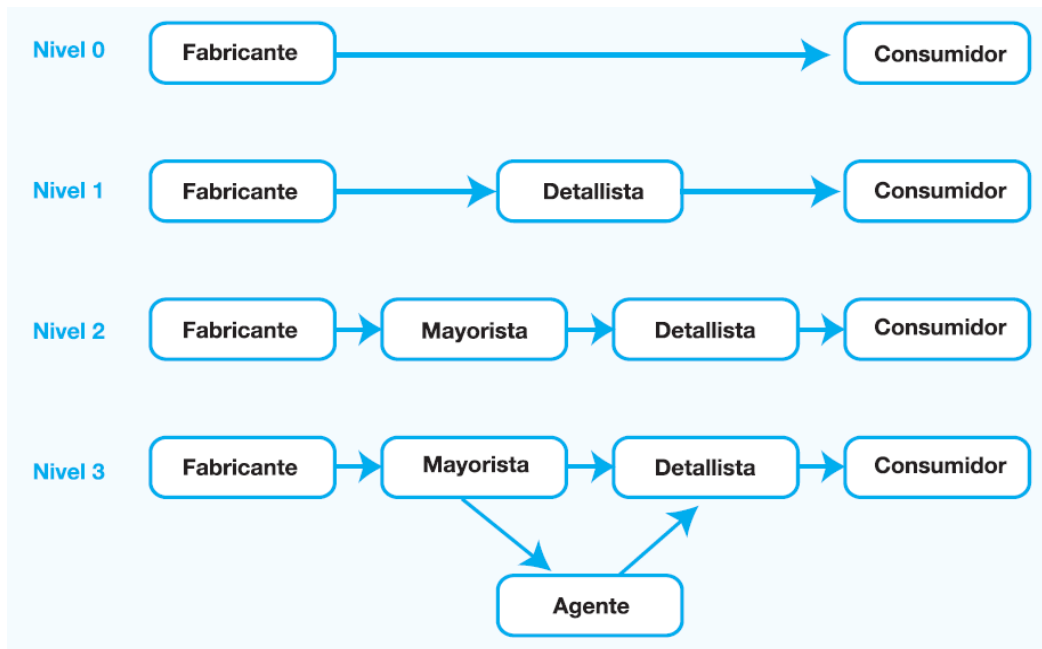 Nivel 0
Fabricante
Consumidor
Nivel 1
Fabricante
Detallista
Consumidor
Nivel 2
Fabricante
Mayorista
Detallista
Consumidor
Nivel 3
Fabricante
Mayorista
Detallista
Consumidor
Agente